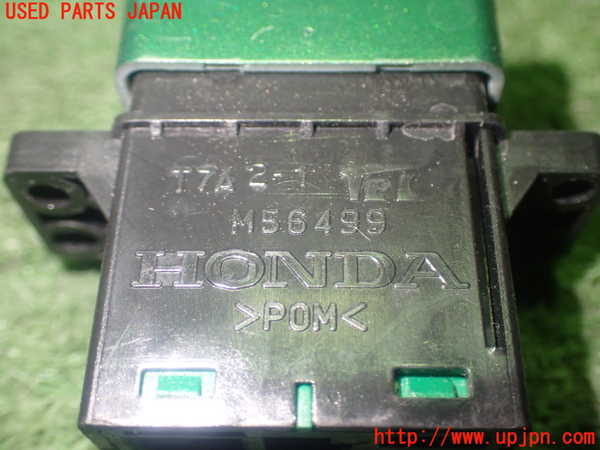 USED PARTS JAPAN
T7A 2-1
M56499
HONDA
>POM<
http://www.upjpn.com/